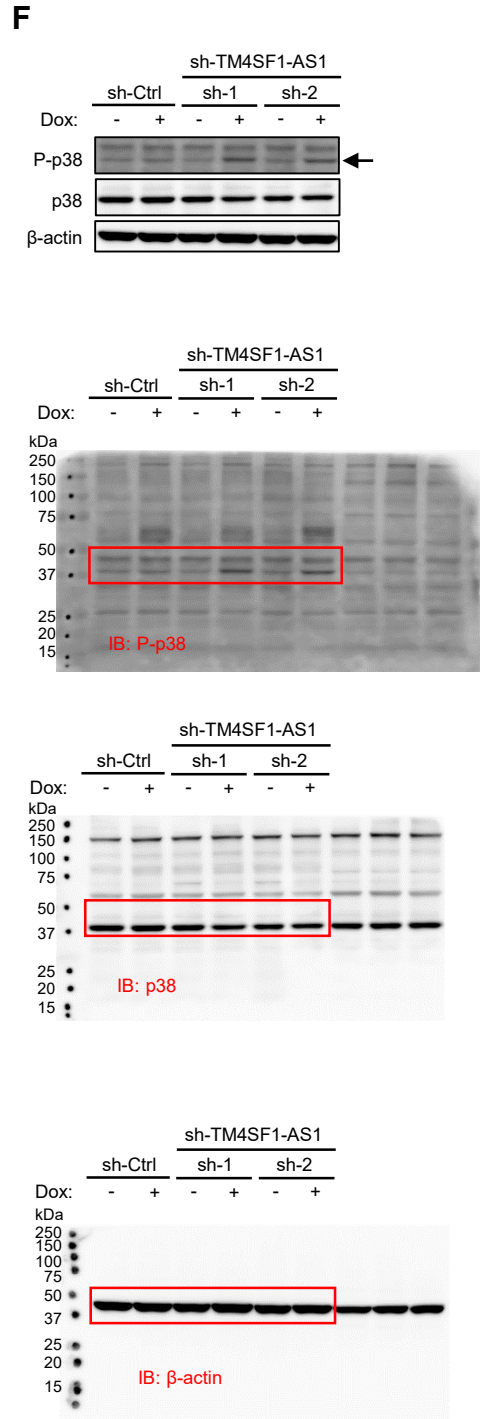 F
sh-TM4SF1-AS1
sh-Ctrl sh-1 sh-2
Dox: - + - + - +
P-p38
p38
β-actin
sh-TM4SF1-AS1
sh-Ctrl sh-1 sh-2
Dox: - + - + - +
kDa
250
150
100
75
50
37
25
20
15
IB: P-p38
sh-TM4SF1-AS1
sh-Ctrl sh-1 sh-2
Dox: - + - + - +
kDa
250
150
100
75
50
37
25
20
15
IB: p38
sh-TM4SF1-AS1
sh-Ctrl sh-1 sh-2
Dox: - + - + - +
kDa
250
150
100
75
50
37
25
20
15
IB: β-actin